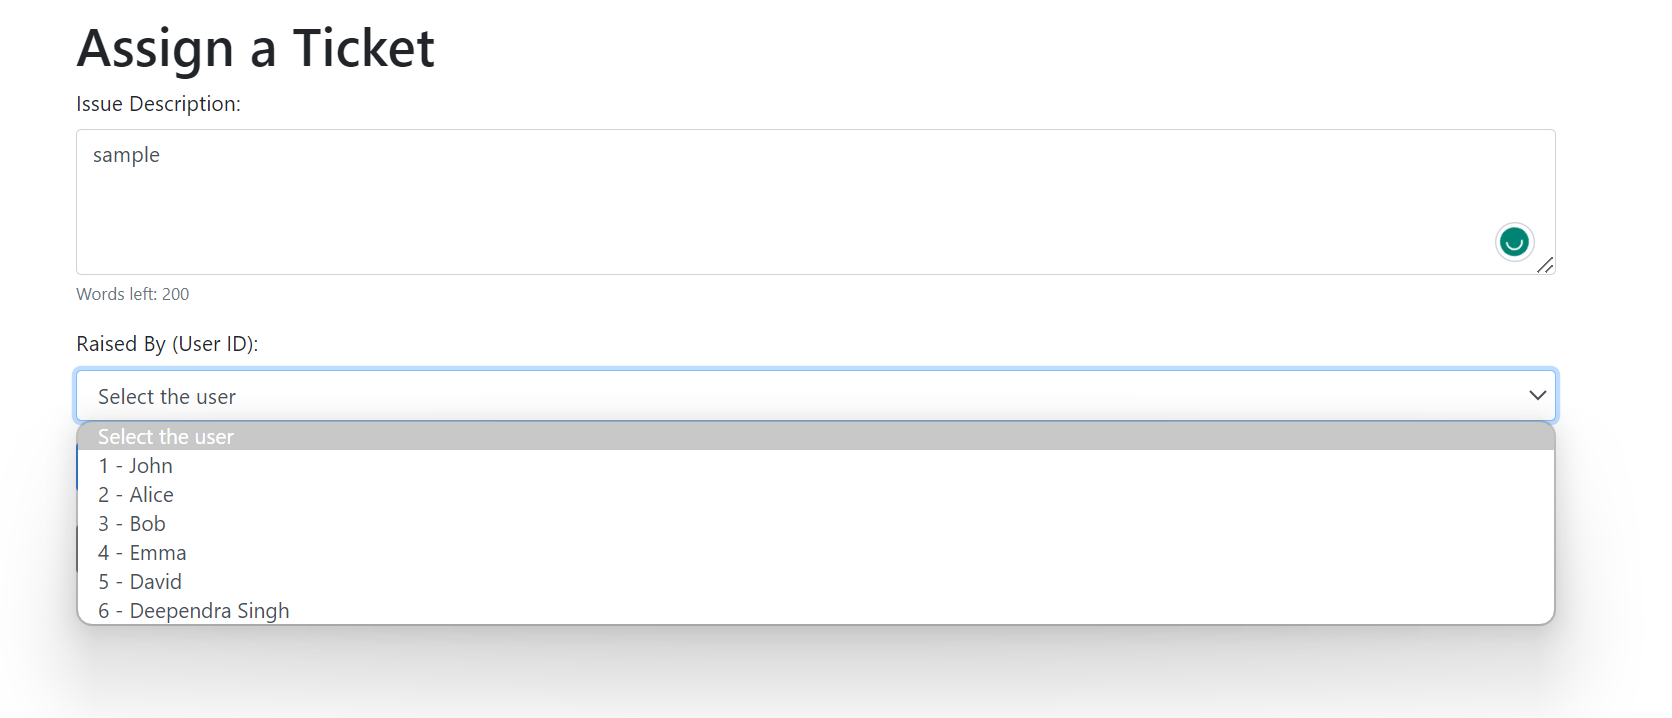 Assign a Ticket
Issue Description:
sample
Words left: 200
Raised By (User ID):
Select the user
Select the user
1 - John
2 - Alice
3 - Bob
4 - Emma
5 - David
6 - Deependra Singh